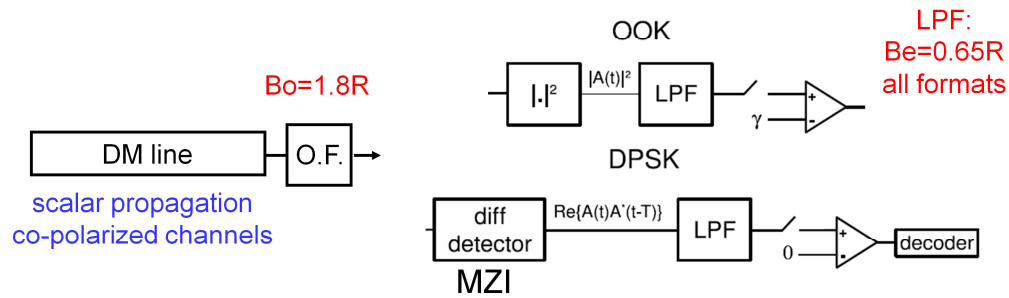 OOK
LPF:
Be=0.65R
all formats
Bo=1.8R
|.|²
|A(t)|²
LPF
+
-
γ
DM line
O.F.
DPSK
scalar propagation
co-polarized channels
diff
detector
Re{A(t)A*(t-T)}
LPF
+
-
0
decoder
MZI